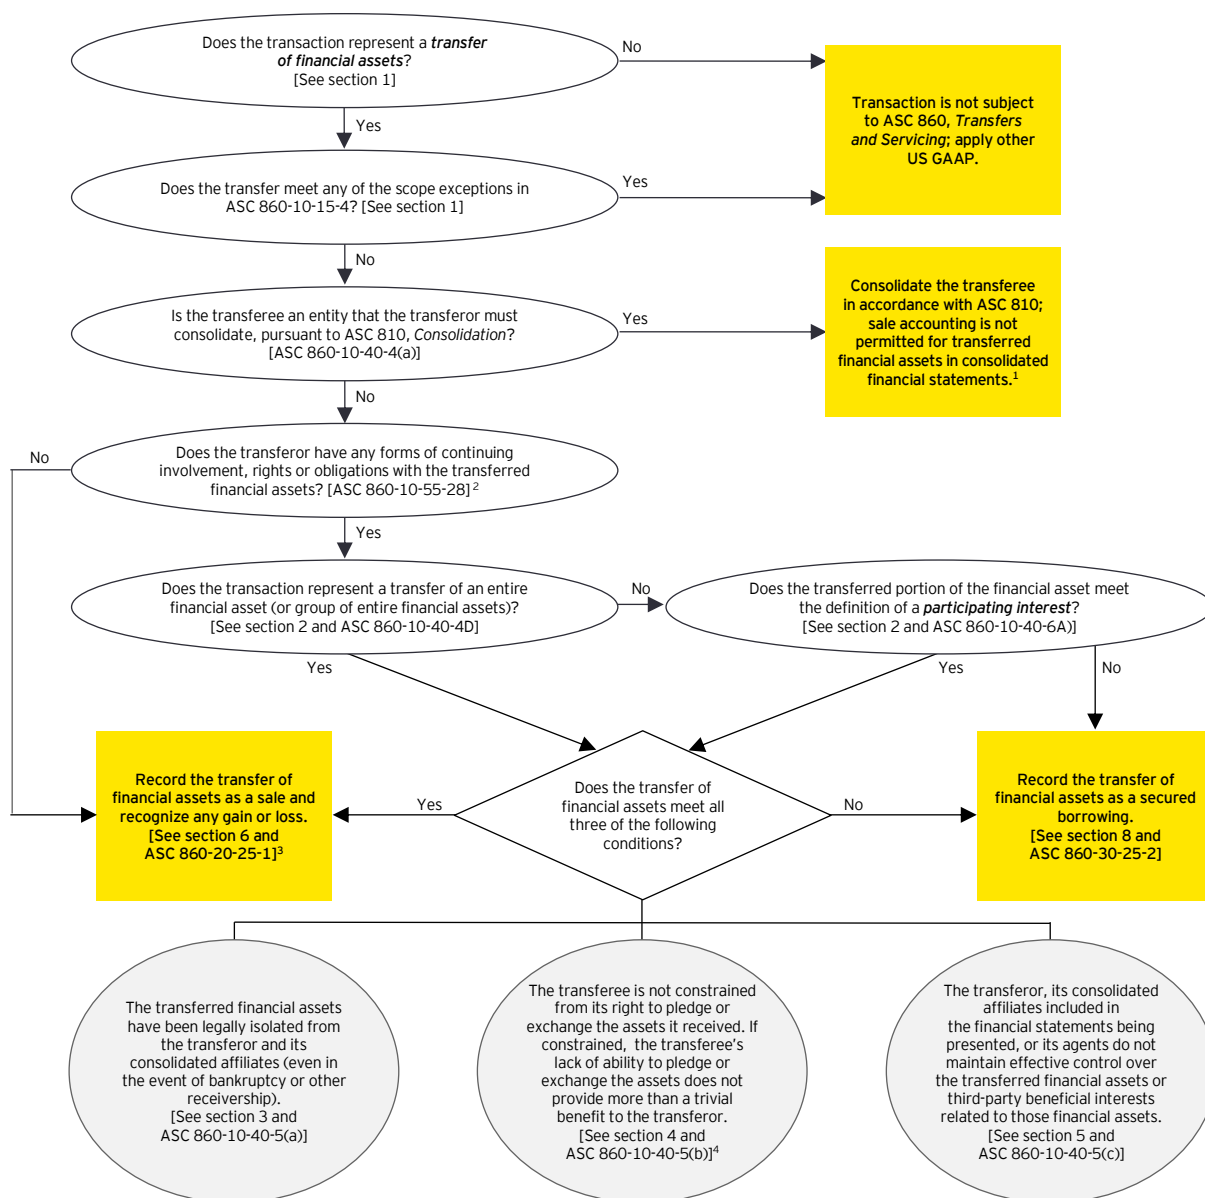 Does the transaction represent a transfer
of financial assets?
[See section 1]
No
Transaction is not subject
to ASC 860, Transfers
and Servicing; apply other
US GAAP.
Yes
Does the transfer meet any of the scope exceptions in
ASC 860-10-15-4? [See section 1]
Yes
No
Is the transferee an entity that the transferor must
consolidate, pursuant to ASC 810, Consolidation?
[ASC 860-10-40-4(a)]
Yes
Consolidate the transferee
in accordance with ASC 810;
sale accounting is not
permitted for transferred
financial assets in consolidated
financial statements.1
No
Does the transferor have any forms of continuing
involvement, rights or obligations with the transferred
financial assets? [ASC 860-10-55-28]2
No
Yes
Does the transaction represent a transfer of an entire
financial asset (or group of entire financial assets)?
[See section 2 and ASC 860-10-40-4D]
No
Does the transferred portion of the financial asset meet
the definition of a participating interest?
[See section 2 and ASC 860-10-40-6A)]
Yes
Yes
No
Record the transfer of
financial assets as a sale and
recognize any gain or loss.
[See section 6 and
ASC 860-20-25-1]3
Yes
Does the transfer of
financial assets meet all
three of the following
conditions?
No
Record the transfer of
financial assets as a secured
borrowing.
[See section 8 and
ASC 860-30-25-2]
The transferred financial assets
have been legally isolated from
the transferor and its
consolidated affiliates (even in
the event of bankruptcy or other
receivership).
[See section 3 and
ASC 860-10-40-5(a)]
The transferee is not constrained
from its right to pledge or
exchange the assets it received. If
constrained, the transferee's
lack of ability to pledge or
exchange the assets does not
provide more than a trivial
benefit to the transferor.
[See section 4 and
ASC 860-10-40-5(b)]4
The transferor, its consolidated
affiliates included in
the financial statements being
presented, or its agents do not
maintain effective control over
the transferred financial assets or
third-party beneficial interests
related to those financial assets.
[See section 5 and
ASC 860-10-40-5(c)]